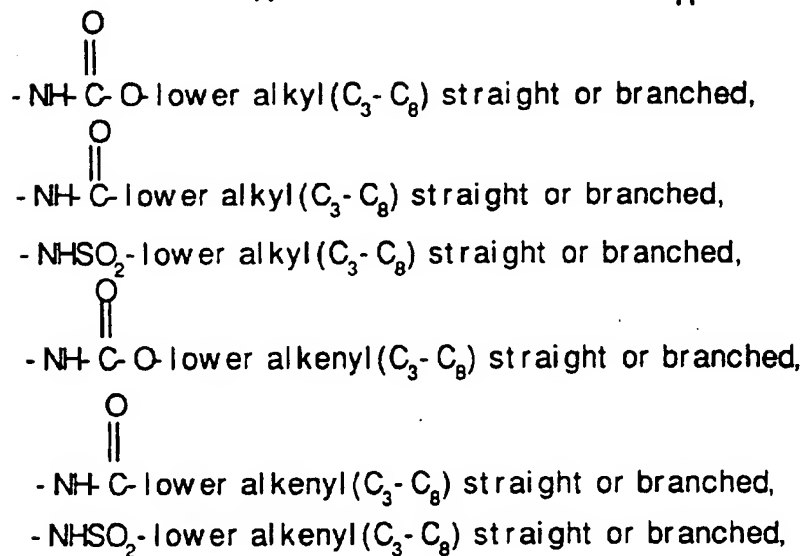 O
- NH- C- O- lower alkyl(C3- C8) straight or branched,
O
- NH- C- lower alkyl(C3- C8) straight or branched,
- NHSO2- lower alkyl(C3- C8) straight or branched,
O
- NH- C- O- lower alkenyl(C3- C8) straight or branched,
O
- NH- C- lower alkenyl(C3- C8) straight or branched,
- NHSO2- lower alkenyl(C3- C8) straight or branched,